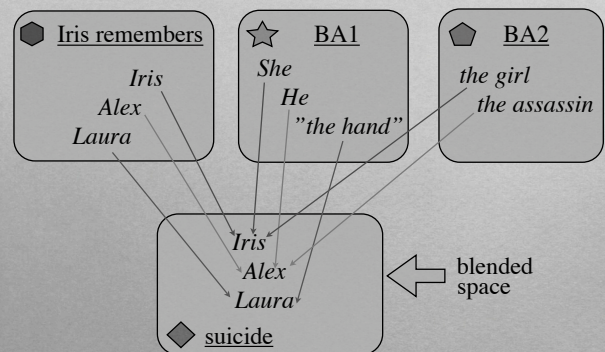 Iris remembers
Iris
Alex
Laura
BA1
She
He
”the hand”
BA2
the girl
the assassin
Iris
Alex
Laura
suicide
blended
space